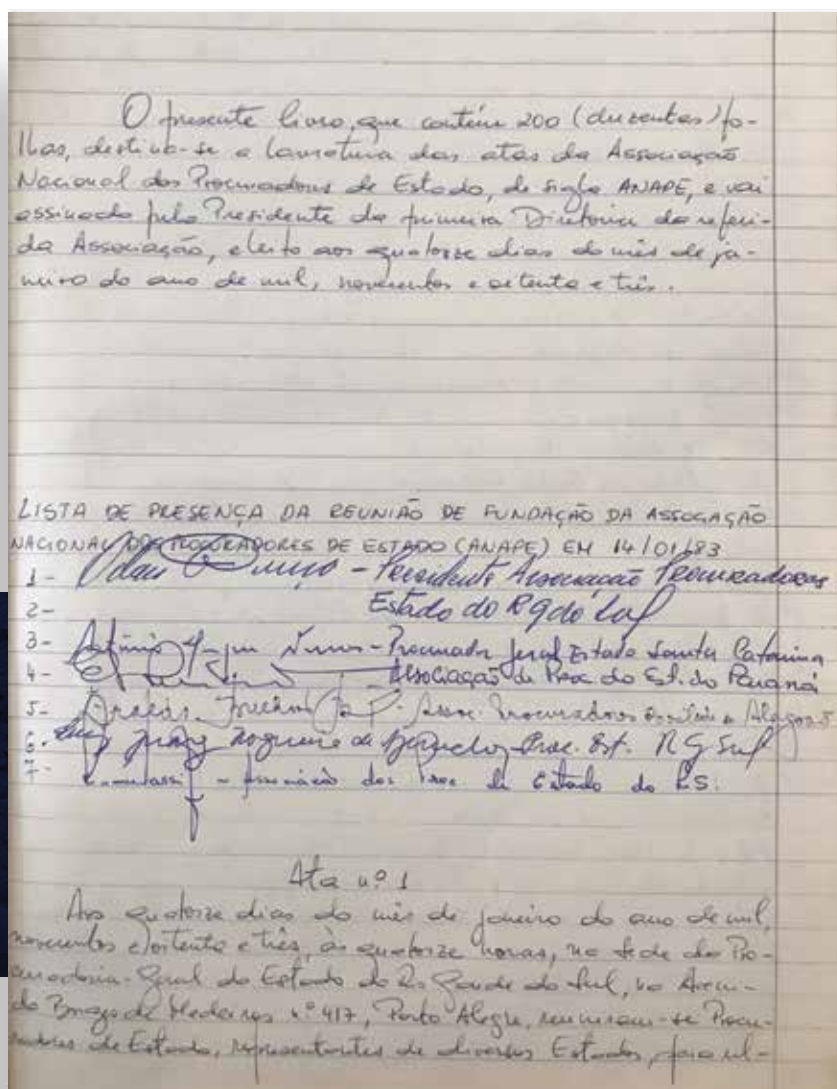 O presente livro, que contém 200 (duzentas) fo-
lhas, destina-se a lavratura das atas da Associação
Nacional dos Procuradores de Estado, de sigla ANAPE, e vai
assinado pelo Presidente da primeira Diretoria da referi-
da Associação, eleito aos quatorze dias do mês de ja-
neiro do ano de mil, novecentos e oitenta e três.
LISTA DE PRESENÇA DA REUNIÃO DE FUNDAÇÃO DA ASSOCIAÇÃO
NACIONAL DOS PROCURADORES DE ESTADO (ANAPE) EM 14/01/83
1 - - Presidente Associação Procuradores
2 - Estado do R G do Sul
3 - Nunes - Procurador Geral Estado Santa Catarina
4 - - Associação de Proc do Est. do Paraná
5 - - Assoc. Procuradores Alagoas
6 - Nogueira de Proc. Est. R G Sul
7 - - Associação dos Proc. de Estado do RS.
Ata nº 1
Aos quatorze dias do mês de janeiro do ano de mil,
novecentos e oitenta e três, às quatorze horas, na sede da Pro-
curadoria-Geral do Estado do Rio Grande do Sul, na Aveni-
da Borges de Medeiros nº 417, Porto Alegre, reuniram-se Procu-
radores de Estado, representantes de diversos Estados, para